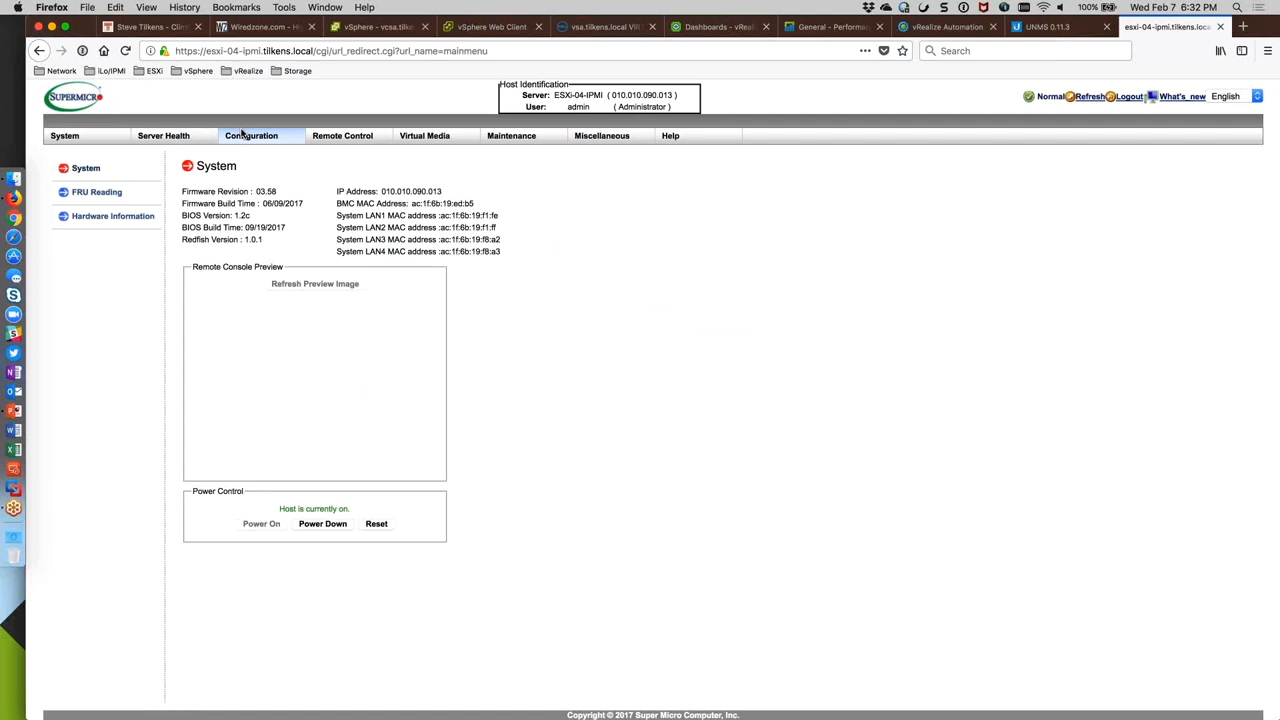 Firefox File Edit View History Bookmarks Tools Window Help
100% Wed Feb 7 6:32 PM
Steve Tilkens - Clien
Wiredzone.com - H
vSphere - vcsa.tilken
vSphere Web Client
vsa.tilkens.local VIR
Dashboards - vReali
General - Performan
vRealize Automation
UNMS 0.11.3
esxi-04-ipmi.tilkens.loca
https://esxi-04-ipmi.tilkens.local/cgi/url_redirect.cgi?url_name=mainmenu
Search
Network iLo/IPMI ESXi vSphere vRealize Storage
SUPERMICR
Host Identification
Server: ESXi-04-IPMI ( 010.010.090.013 )
User: admin ( Administrator )
Normal Refresh Logout What's_new English
System Server Health Configuration Remote Control Virtual Media Maintenance Miscellaneous Help
System
FRU Reading
Hardware Information
System
Firmware Revision : 03.58
Firmware Build Time : 06/09/2017
BIOS Version: 1.2c
BIOS Build Time: 09/19/2017
Redfish Version : 1.0.1
IP Address: 010.010.090.013
BMC MAC Address: ac:1f:6b:19:ed:b5
System LAN1 MAC address :ac:1f:6b:19:f1:fe
System LAN2 MAC address :ac:1f:6b:19:f1:ff
System LAN3 MAC address :ac:1f:6b:19:f8:a2
System LAN4 MAC address :ac:1f:6b:19:f8:a3
Remote Console Preview
Refresh Preview Image
Power Control
Host is currently on.
Power On Power Down Reset
Copyright © 2017 Super Micro Computer, Inc.